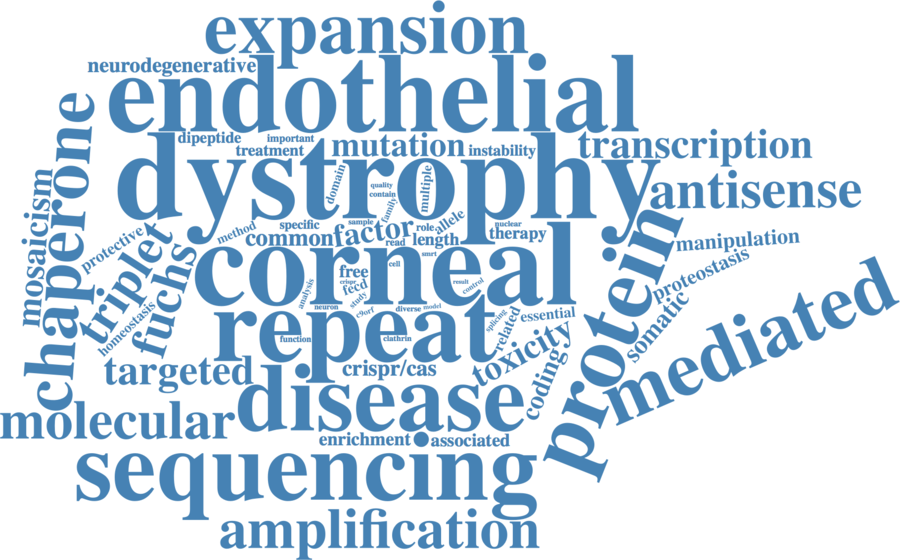 expansion
neurodegenerative
endothelial
dipeptide
important
treatment
mutation
instability
transcription
dystrophy
domain
quality
contain
family
multiple
antisense
chaperone
mosaicism
protective
triplet
fuchs
homeostasis
method
specific
sample
common
factor
read
role
allele
length
nuclear
therapy
corneal
smrt
cell
free
crispr
fecd
study
analysis
neuron
c9orf
diverse
model
result
control
repeat
function
clathrin
splicing
related
essential
toxicity
coding
protein
manipulation
proteostasis
somatic
mediated
targeted
crispr/cas
disease
molecular
enrichment
associated
sequencing
amplification